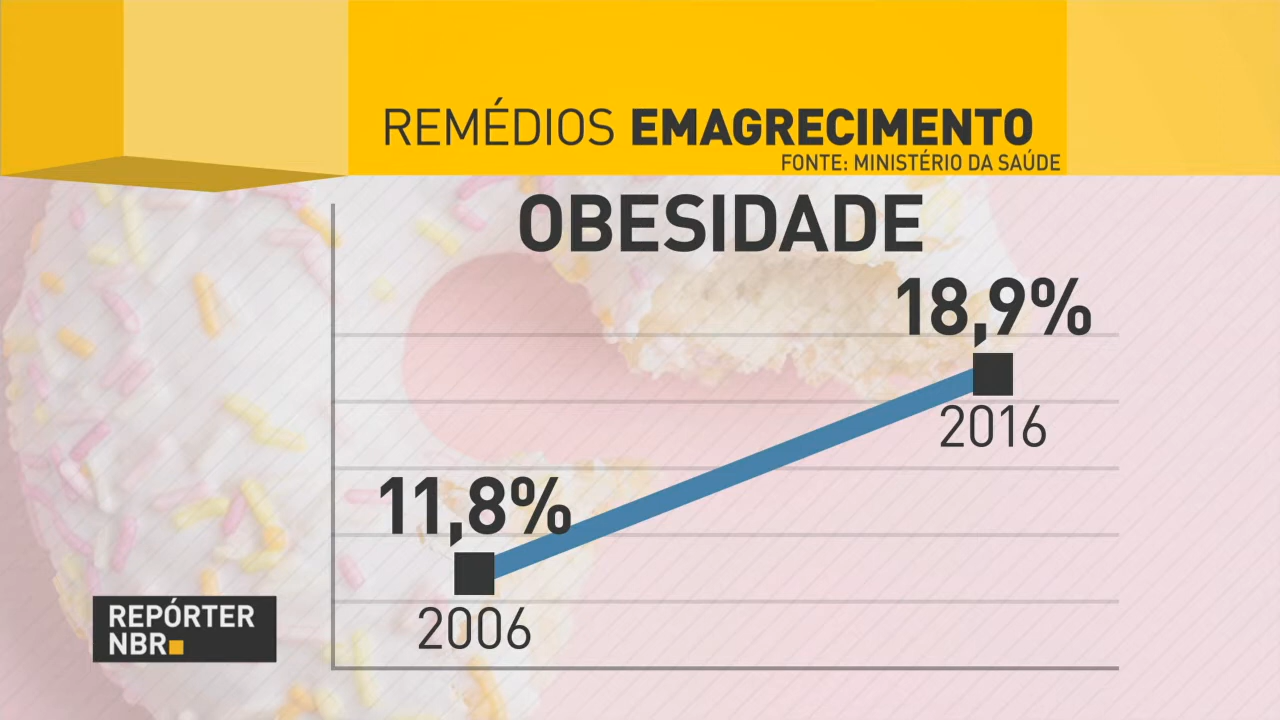 REMÉDIOS EMAGRECIMENTO
FONTE: MINISTÉRIO DA SAÚDE
OBESIDADE
18,9%
2016
11,8%
2006
REPÓRTER
NBR